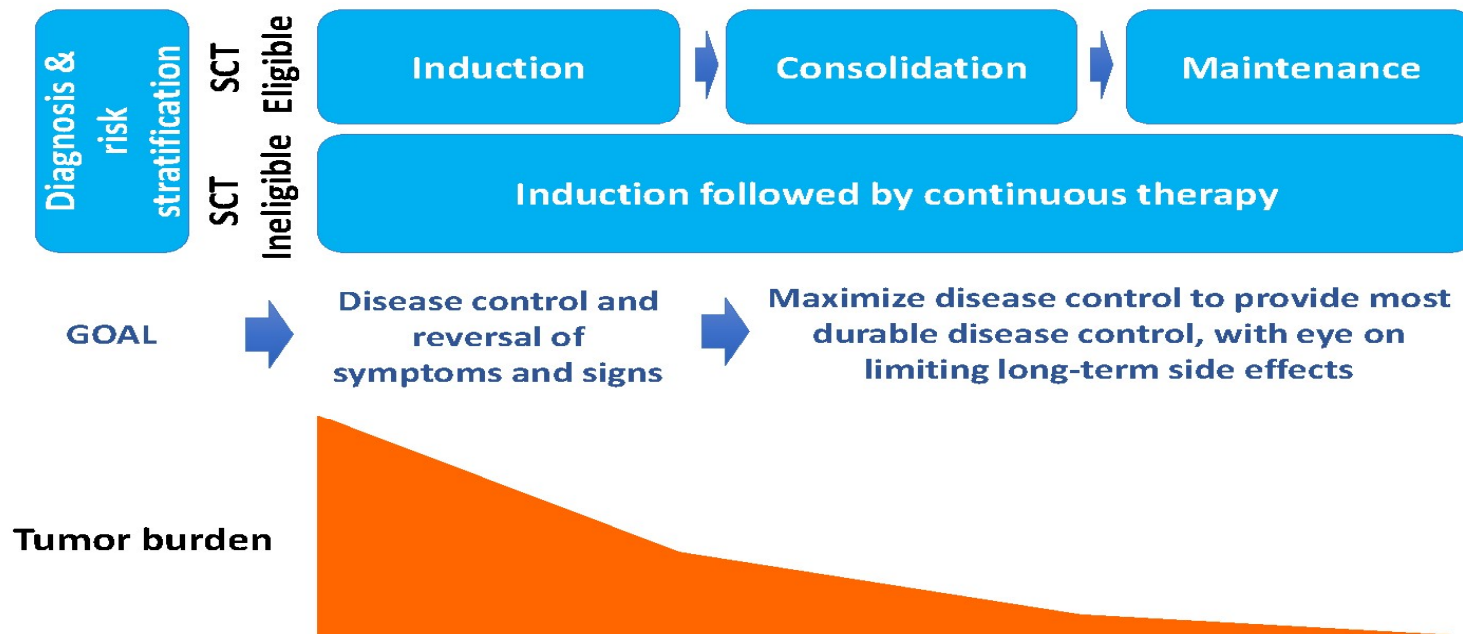 Diagnosis &
risk
stratification
SCT
Eligible
SCT
Ineligible
Induction
Consolidation
Maintenance
Induction followed by continuous therapy
GOAL
Disease control and
reversal of
symptoms and signs
Maximize disease control to provide most
durable disease control, with eye on
limiting long-term side effects
Tumor burden